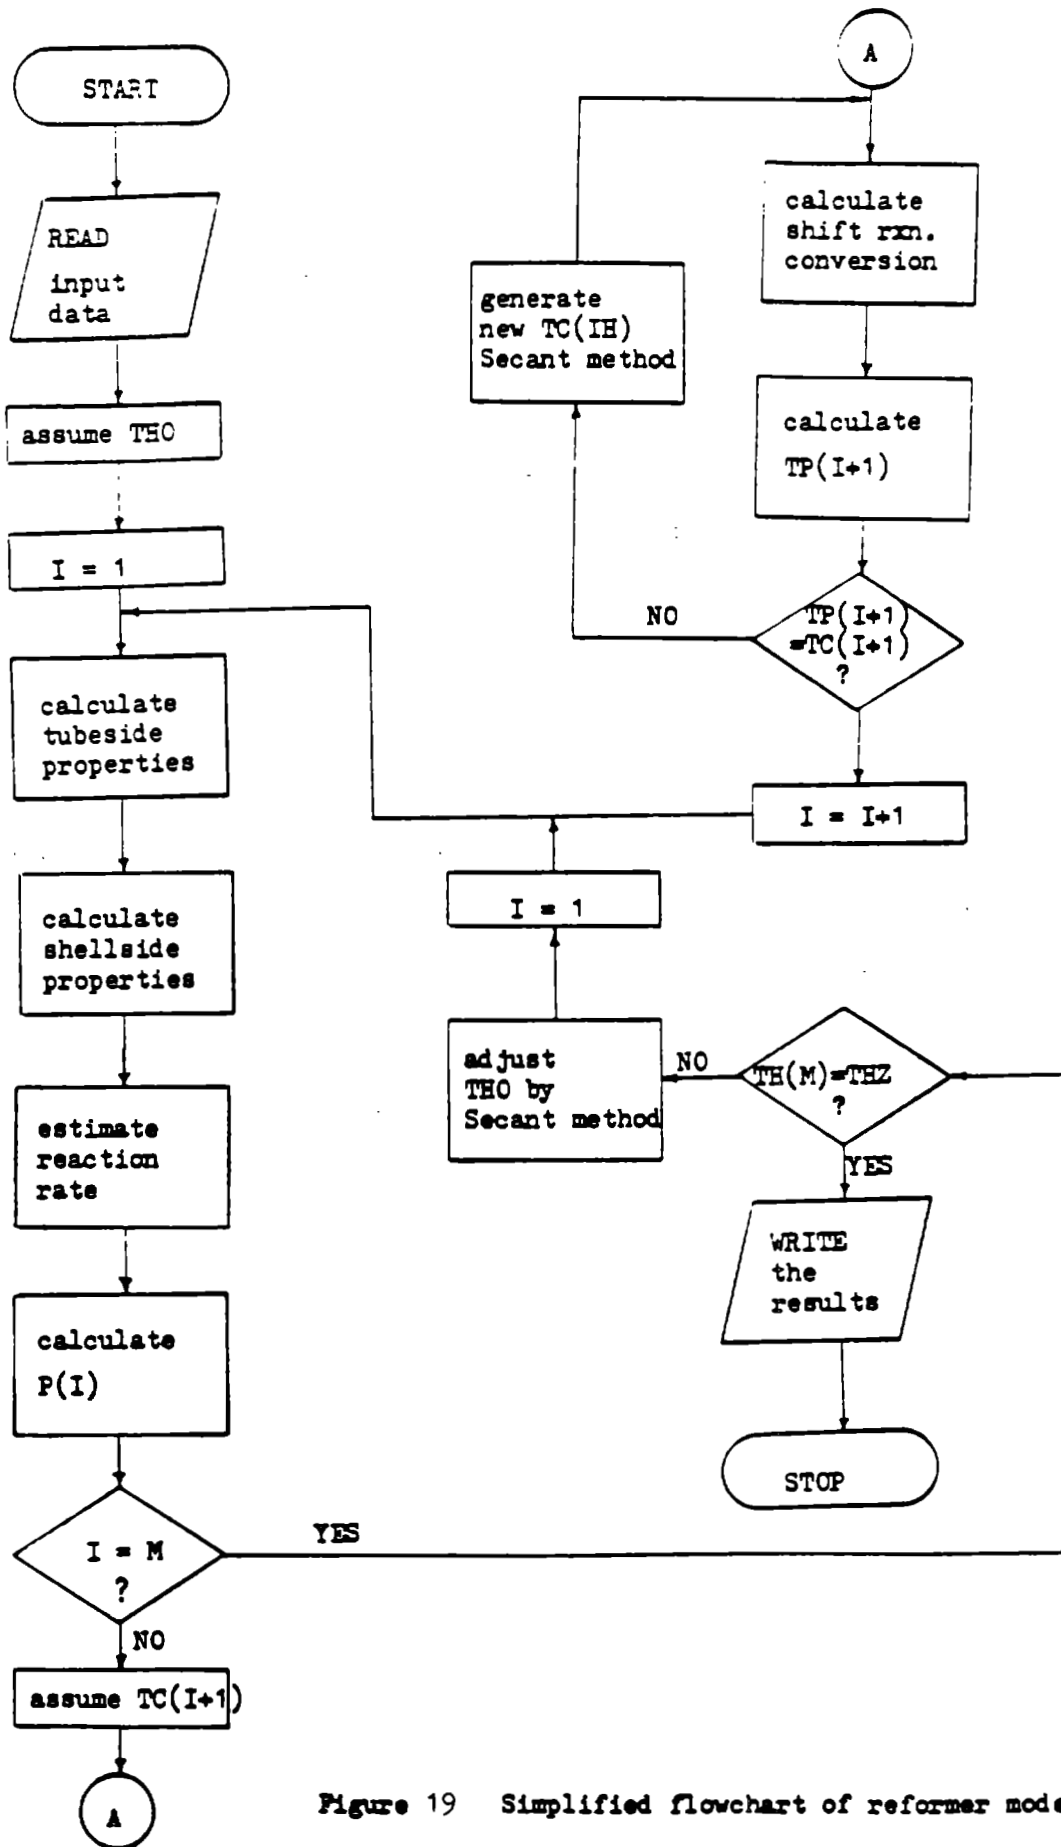 START
READ
input
data
assume THO
I = 1
calculate
tubeside
properties
calculate
shellside
properties
estimate
reaction
rate
calculate
P(I)
I = M
?
YES
NO
assume TC(I+1)
A
A
calculate
shift rxn.
conversion
generate
new TC(IH)
Secant method
calculate
TP(I+1)
TP(I+1)
=TC(I+1)
?
NO
I = I+1
I = 1
adjust
THO by
Secant method
NO
TH(M)=THZ
?
YES
WRITE
the
results
STOP
Figure 19 Simplified flowchart of reformer mode